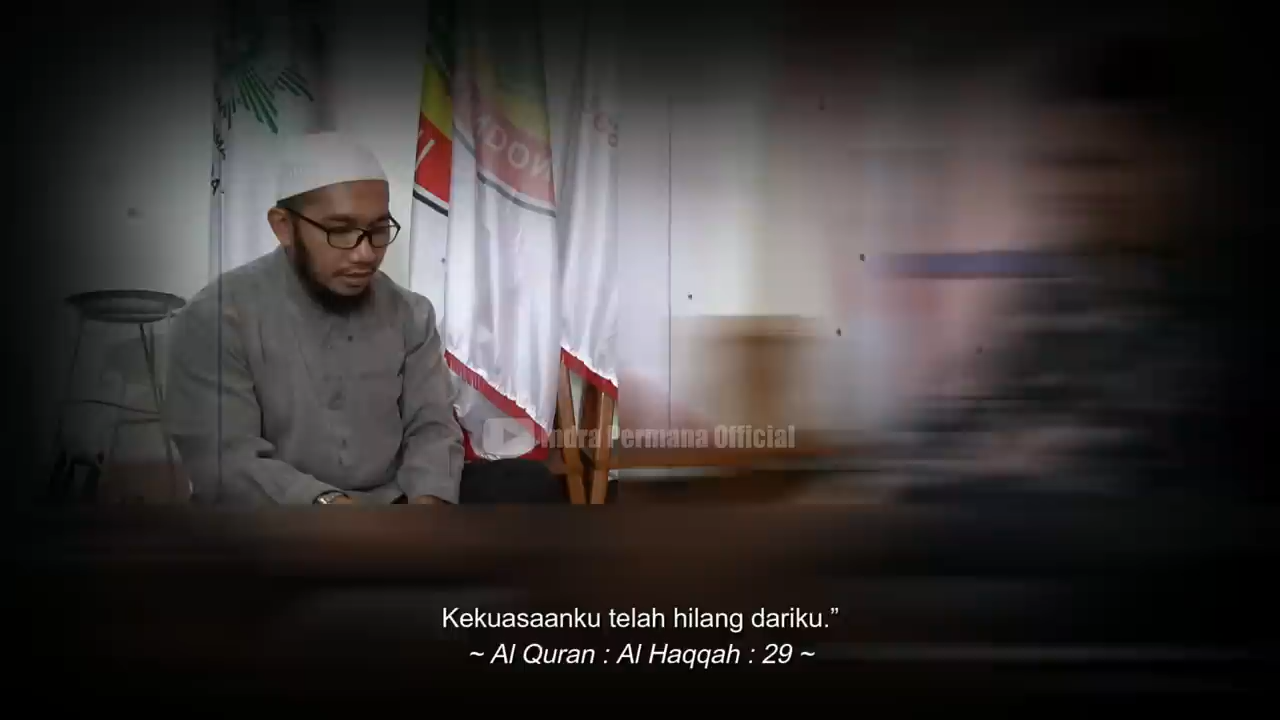 Indra Permana Official
Kekuasaanku telah hilang dariku.”
~ Al Quran : Al Haqqah : 29 ~